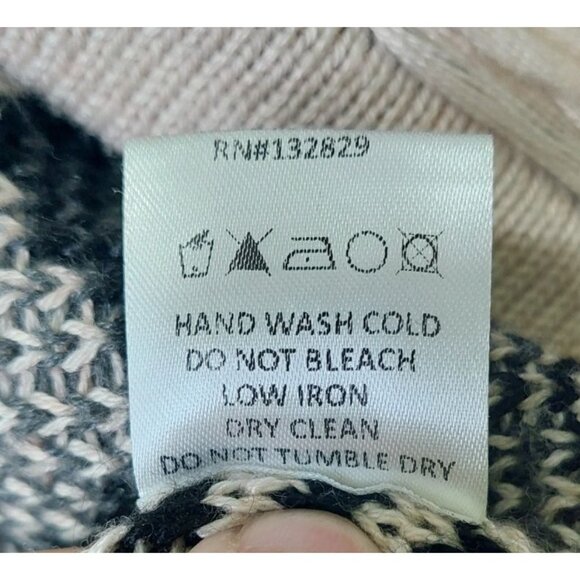 RN#132829
HAND WASH COLD
DO NOT BLEACH
LOW IRON
DRY CLEAN
DO NOT TUMBLE DRY